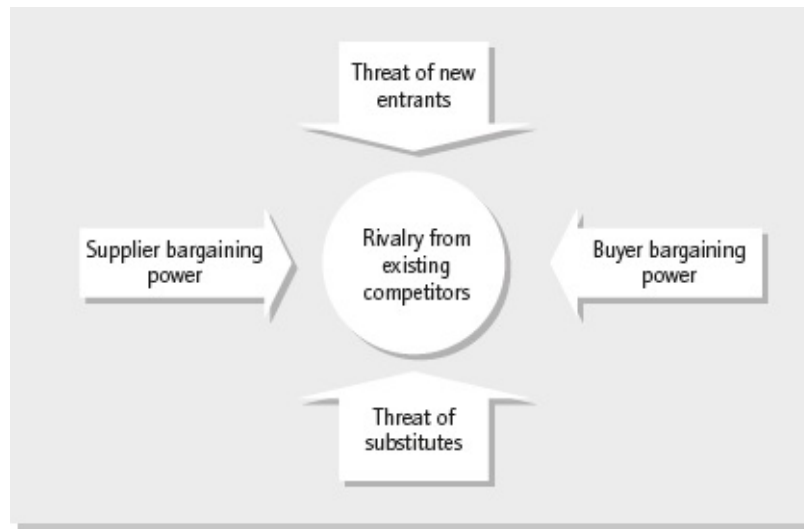 Threat of new
entrants
Supplier bargaining
power
Rivalry from
existing
competitors
Buyer bargaining
power
Threat of
substitutes